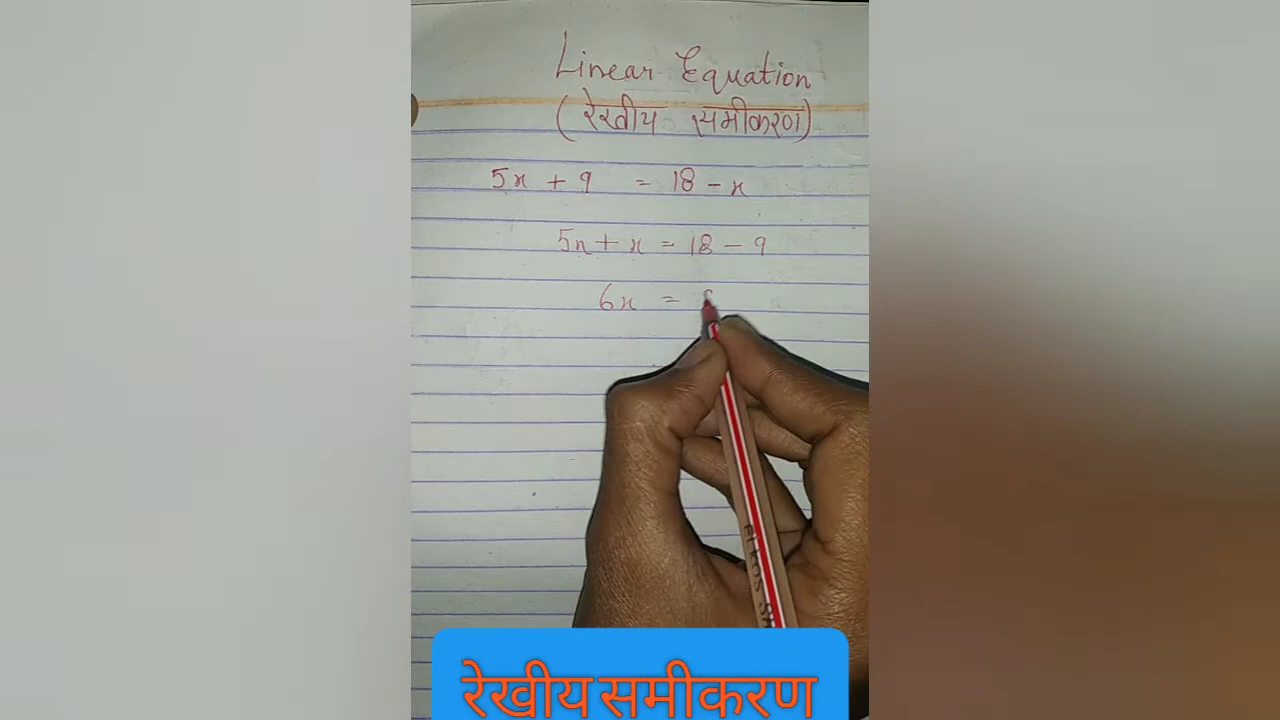 Linear Equation
(रेखीय समीकरण)
5x + 9 = 18 - x
5x + x = 18 - 9
6x =
रेखीय समीकरण